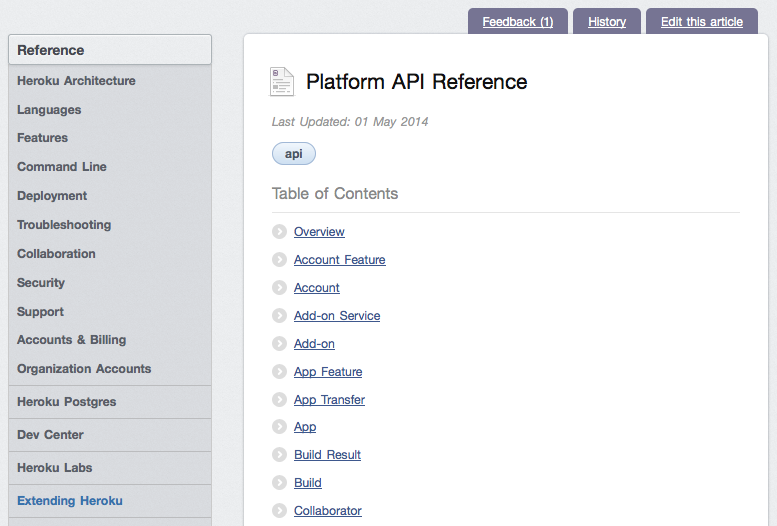 Feedback (1) History Edit this article
Reference
Heroku Architecture
Languages
Features
Command Line
Deployment
Troubleshooting
Collaboration
Security
Support
Accounts & Billing
Organization Accounts
Heroku Postgres
Dev Center
Heroku Labs
Extending Heroku
Platform API Reference
Last Updated: 01 May 2014
api
Table of Contents
Overview
Account Feature
Account
Add-on Service
Add-on
App Feature
App Transfer
App
Build Result
Build
Collaborator